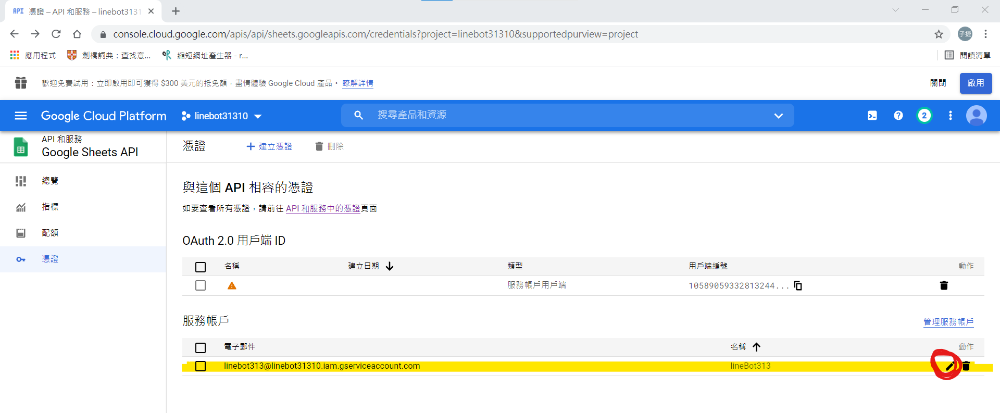 API 憑證 – API 和服務 – linebot3131
console.cloud.google.com/apis/api/sheets.googleapis.com/credentials?project=linebot31310&supportedpurview=project
子捷
應用程式 劍橋詞典：查找意... 縮短網址產生器 - r... 閱讀清單
歡迎免費試用：立即啟用即可獲得 $300 美元的抵免額，盡情體驗 Google Cloud 產品。 瞭解詳情 關閉 啟用
Google Cloud Platform linebot31310 搜尋產品和資源 2
API 和服務
Google Sheets API
憑證 建立憑證 刪除
總覽
指標
配額
憑證
與這個 API 相容的憑證
如要查看所有憑證，請前往 API 和服務中的憑證頁面
OAuth 2.0 用戶端 ID
名稱 建立日期 類型 用戶端編號 動作
服務帳戶用戶端 10589059332813244...
服務帳戶 管理服務帳戶
電子郵件 名稱 動作
linebot313@linebot31310.iam.gserviceaccount.com lineBot313